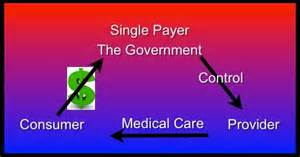 Single Payer
The Government
Control
Consumer
Medical Care
Provider